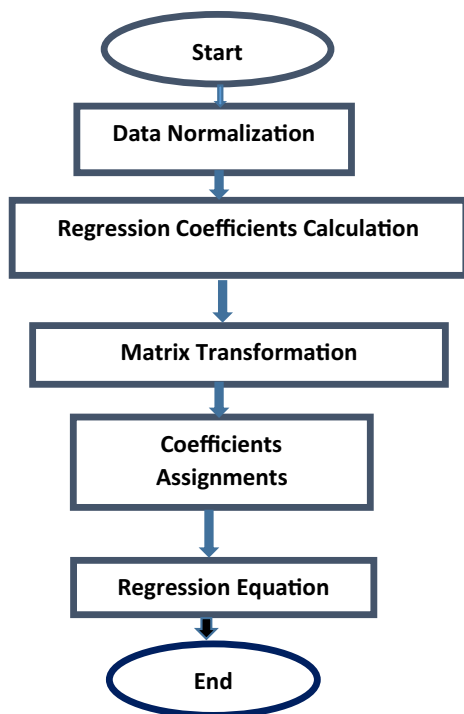 Start
Data Normalization
Regression Coefficients Calculation
Matrix Transformation
Coefficients
Assignments
Regression Equation
End